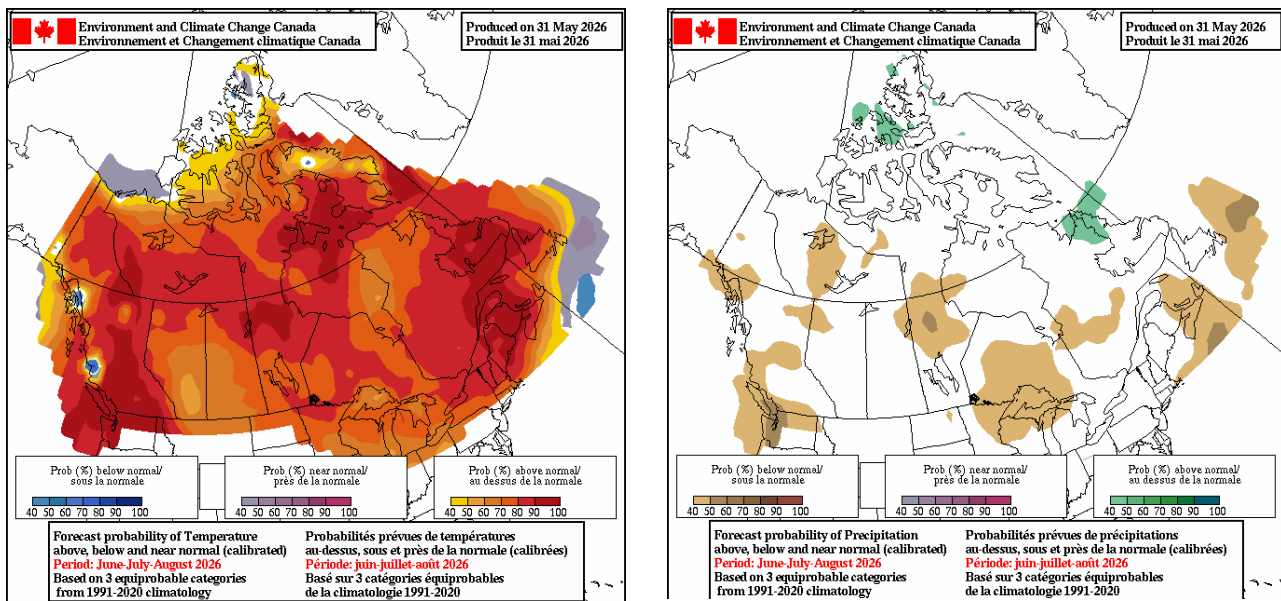 Environment and Climate Change Canada
Environnement et Changement climatique Canada
Produced on 31 May 2026
Produit le 31 mai 2026
Prob (%) below normal/
sous la normale
40 50 60 70 80 90 100
Prob (%) near normal/
près de la normale
40 50 60 70 80 90 100
Prob (%) above normal/
au dessus de la normale
40 50 60 70 80 90 100
Forecast probability of Temperature
above, below and near normal (calibrated)
Period: June-July-August 2026
Based on 3 equiprobable categories
from 1991-2020 climatology
Probabilités prévues de températures
au-dessus, sous et près de la normale (calibrées)
Période: juin-juillet-août 2026
Basé sur 3 catégories équiprobables
de la climatologie 1991-2020
Environment and Climate Change Canada
Environnement et Changement climatique Canada
Produced on 31 May 2026
Produit le 31 mai 2026
Prob (%) below normal/
sous la normale
40 50 60 70 80 90 100
Prob (%) near normal/
près de la normale
40 50 60 70 80 90 100
Prob (%) above normal/
au dessus de la normale
40 50 60 70 80 90 100
Forecast probability of Precipitation
above, below and near normal (calibrated)
Period: June-July-August 2026
Based on 3 equiprobable categories
from 1991-2020 climatology
Probabilités prévues de précipitations
au-dessus, sous et près de la normale (calibrées)
Période: juin-juillet-août 2026
Basé sur 3 catégories équiprobables
de la climatologie 1991-2020